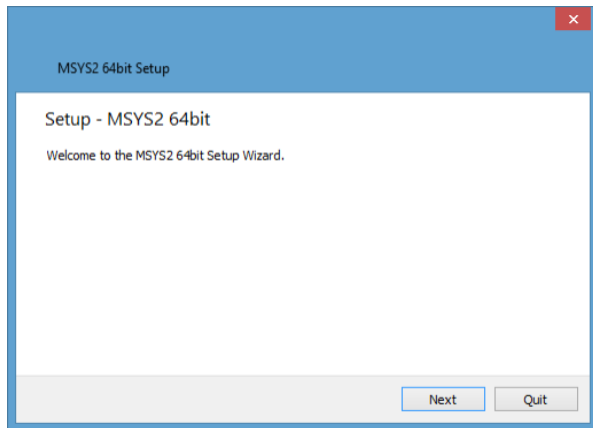 MSYS2 64bit Setup
Setup - MSYS2 64bit
Welcome to the MSYS2 64bit Setup Wizard.
Next Quit